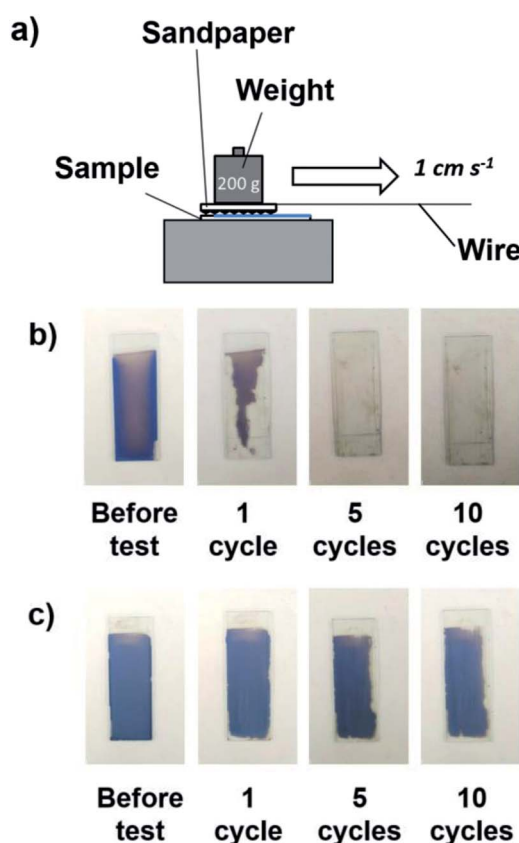 a)
Sandpaper
Weight
Sample
200 g
1 cm s⁻¹
Wire
b)
Before test
1 cycle
5 cycles
10 cycles
c)
Before test
1 cycle
5 cycles
10 cycles